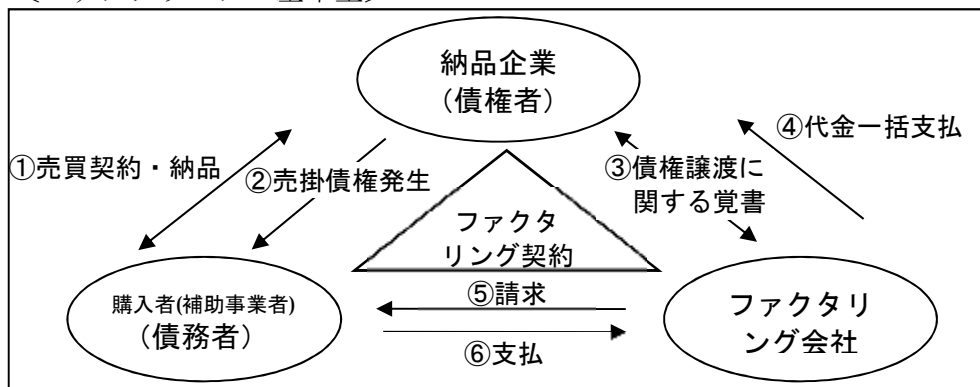 納品企業
（債権者）
④代金一括支払
①売買契約・納品
②売掛債権発生
③債権譲渡に
関する覚書
ファクタ
リング契約
購入者(補助事業者)
（債務者）
⑤請求
⑥支払
ファクタリ
ング会社